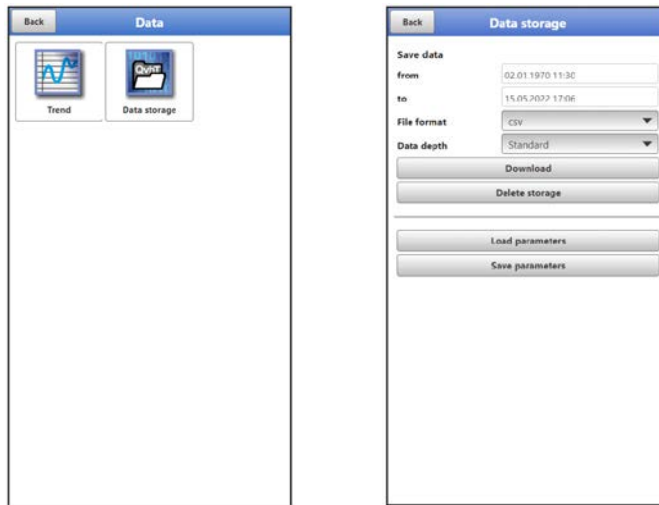 Back
Data
Trend
Data storage
Back
Data storage
Save data
from 02.01.1970 11:30
to 15.05.2022 17:06
File format csv
Data depth Standard
Download
Delete storage
Load parameters
Save parameters